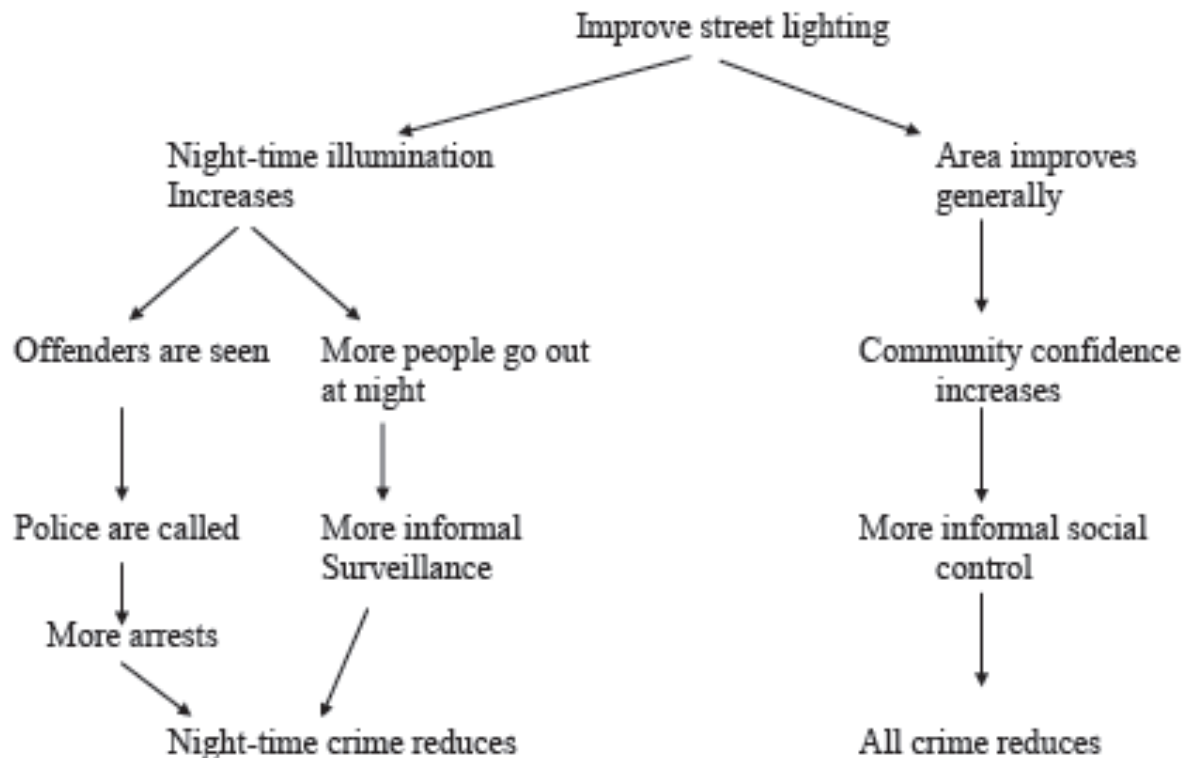 Improve street lighting
Night-time illumination
Increases
Area improves
generally
Offenders are seen
More people go out
at night
Community confidence
increases
Police are called
More informal
Surveillance
More informal social
control
More arrests
Night-time crime reduces
All crime reduces